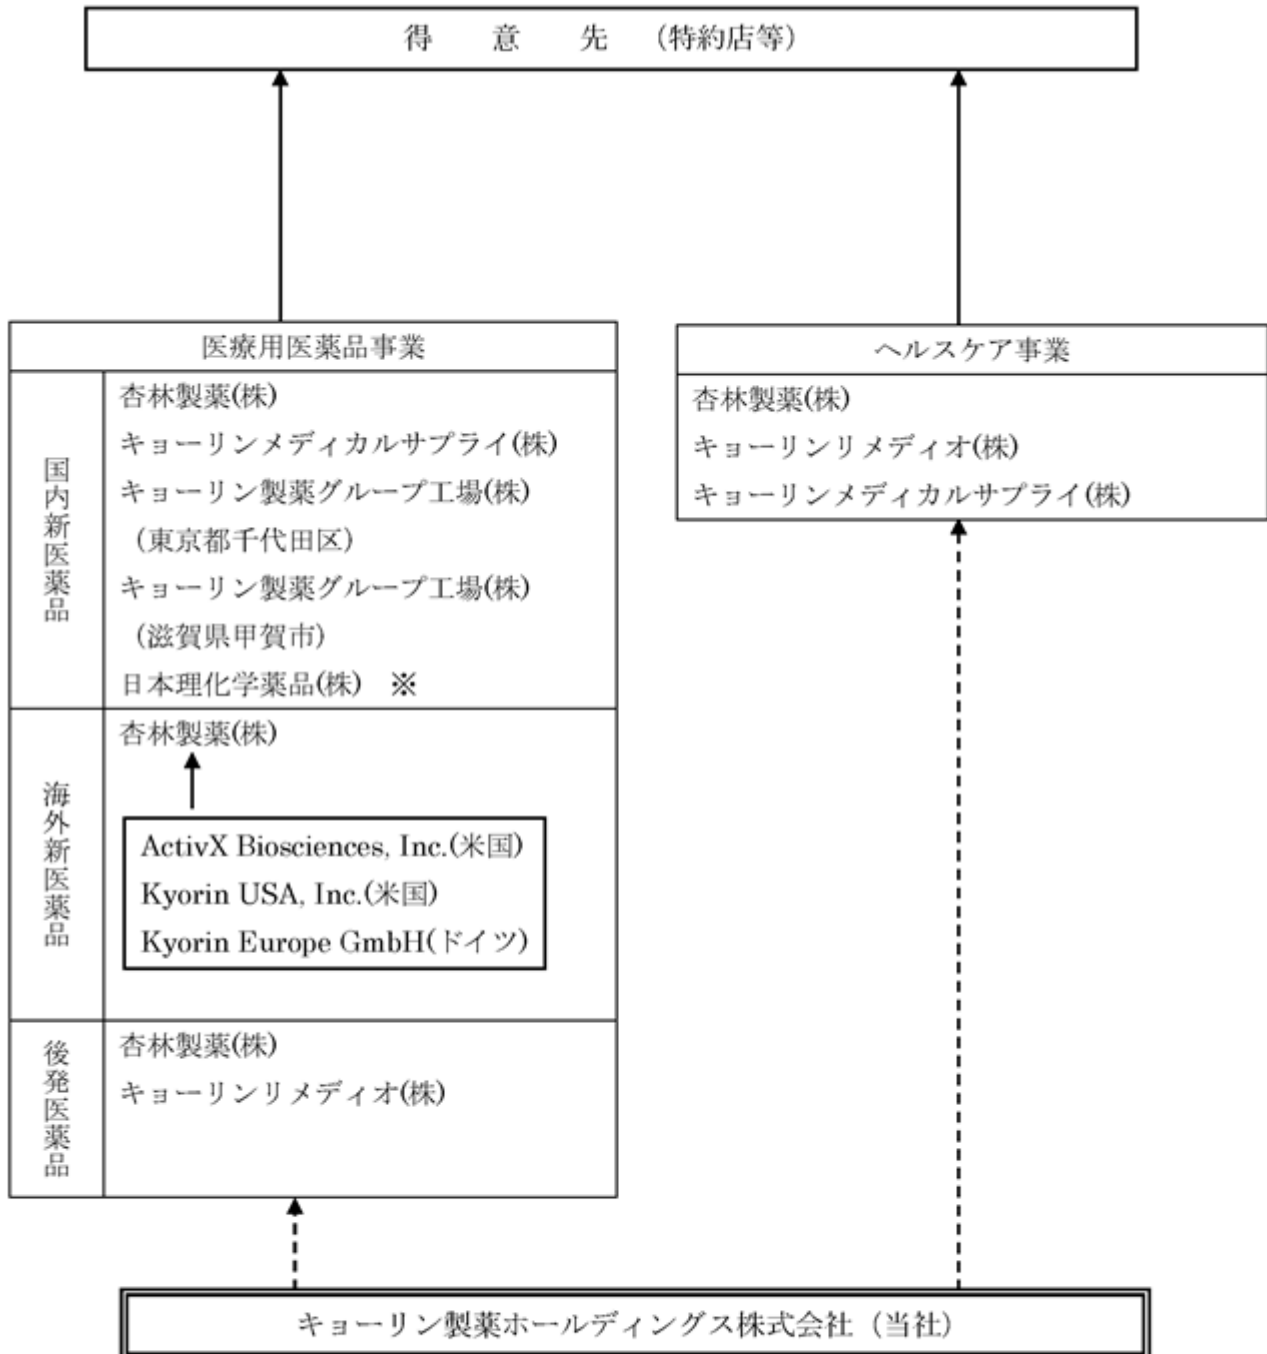 得意先（特約店等）
医療用医薬品事業
国内新医薬品
杏林製薬(株)
キョーリンメディカルサプライ(株)
キョーリン製薬グループ工場(株)
（東京都千代田区）
キョーリン製薬グループ工場(株)
（滋賀県甲賀市）
日本理化学薬品(株)　※
海外新医薬品
杏林製薬(株)
ActivX Biosciences, Inc.(米国)
Kyorin USA, Inc.(米国)
Kyorin Europe GmbH(ドイツ)
後発医薬品
杏林製薬(株)
キョーリンリメディオ(株)
ヘルスケア事業
杏林製薬(株)
キョーリンリメディオ(株)
キョーリンメディカルサプライ(株)
キョーリン製薬ホールディングス株式会社（当社）